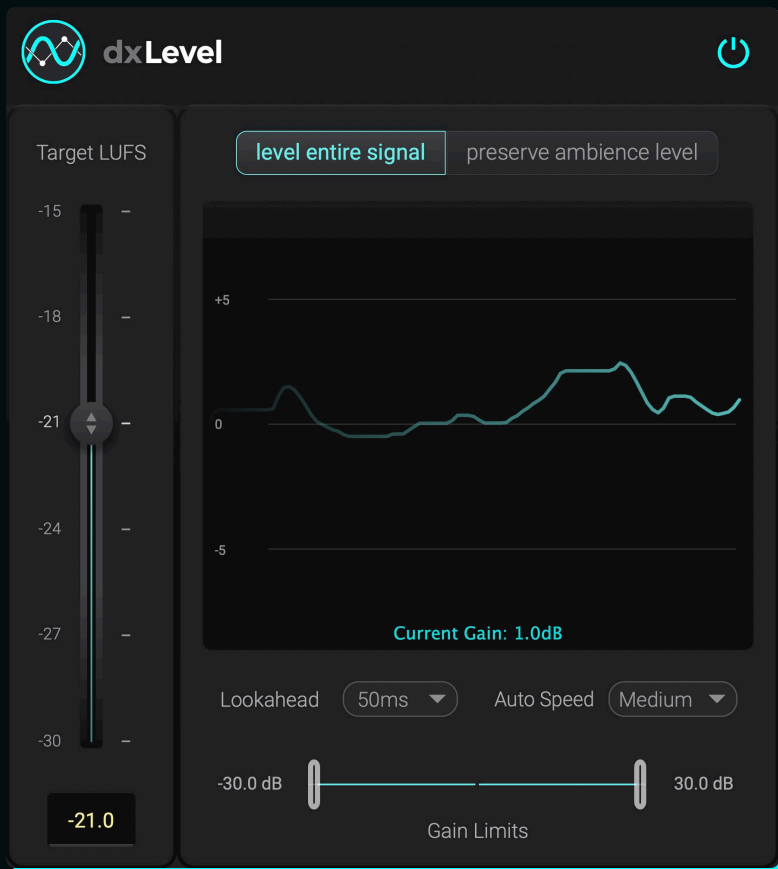 dxLevel
Target LUFS
-15
-18
-21
-24
-27
-30
-21.0
level entire signal
preserve ambience level
+5
0
-5
Current Gain: 1.0dB
Lookahead
50ms
Auto Speed
Medium
-30.0 dB
30.0 dB
Gain Limits